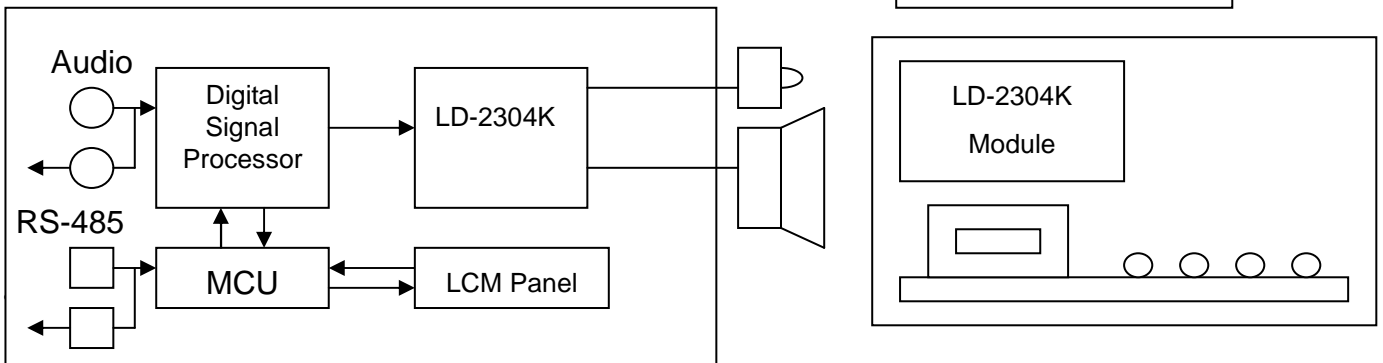 Audio
Digital
Signal
Processor
LD-2304K
RS-485
MCU
LCM Panel
LD-2304K
Module